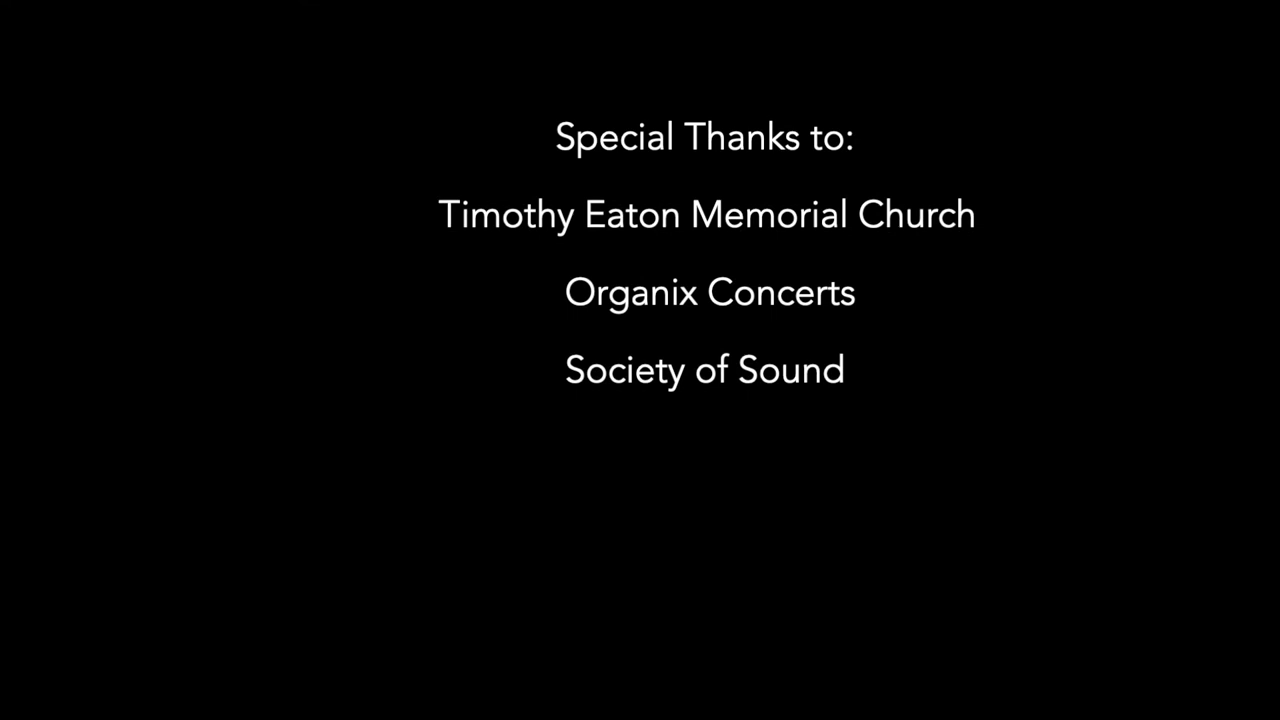 Special Thanks to:
Timothy Eaton Memorial Church
Organix Concerts
Society of Sound